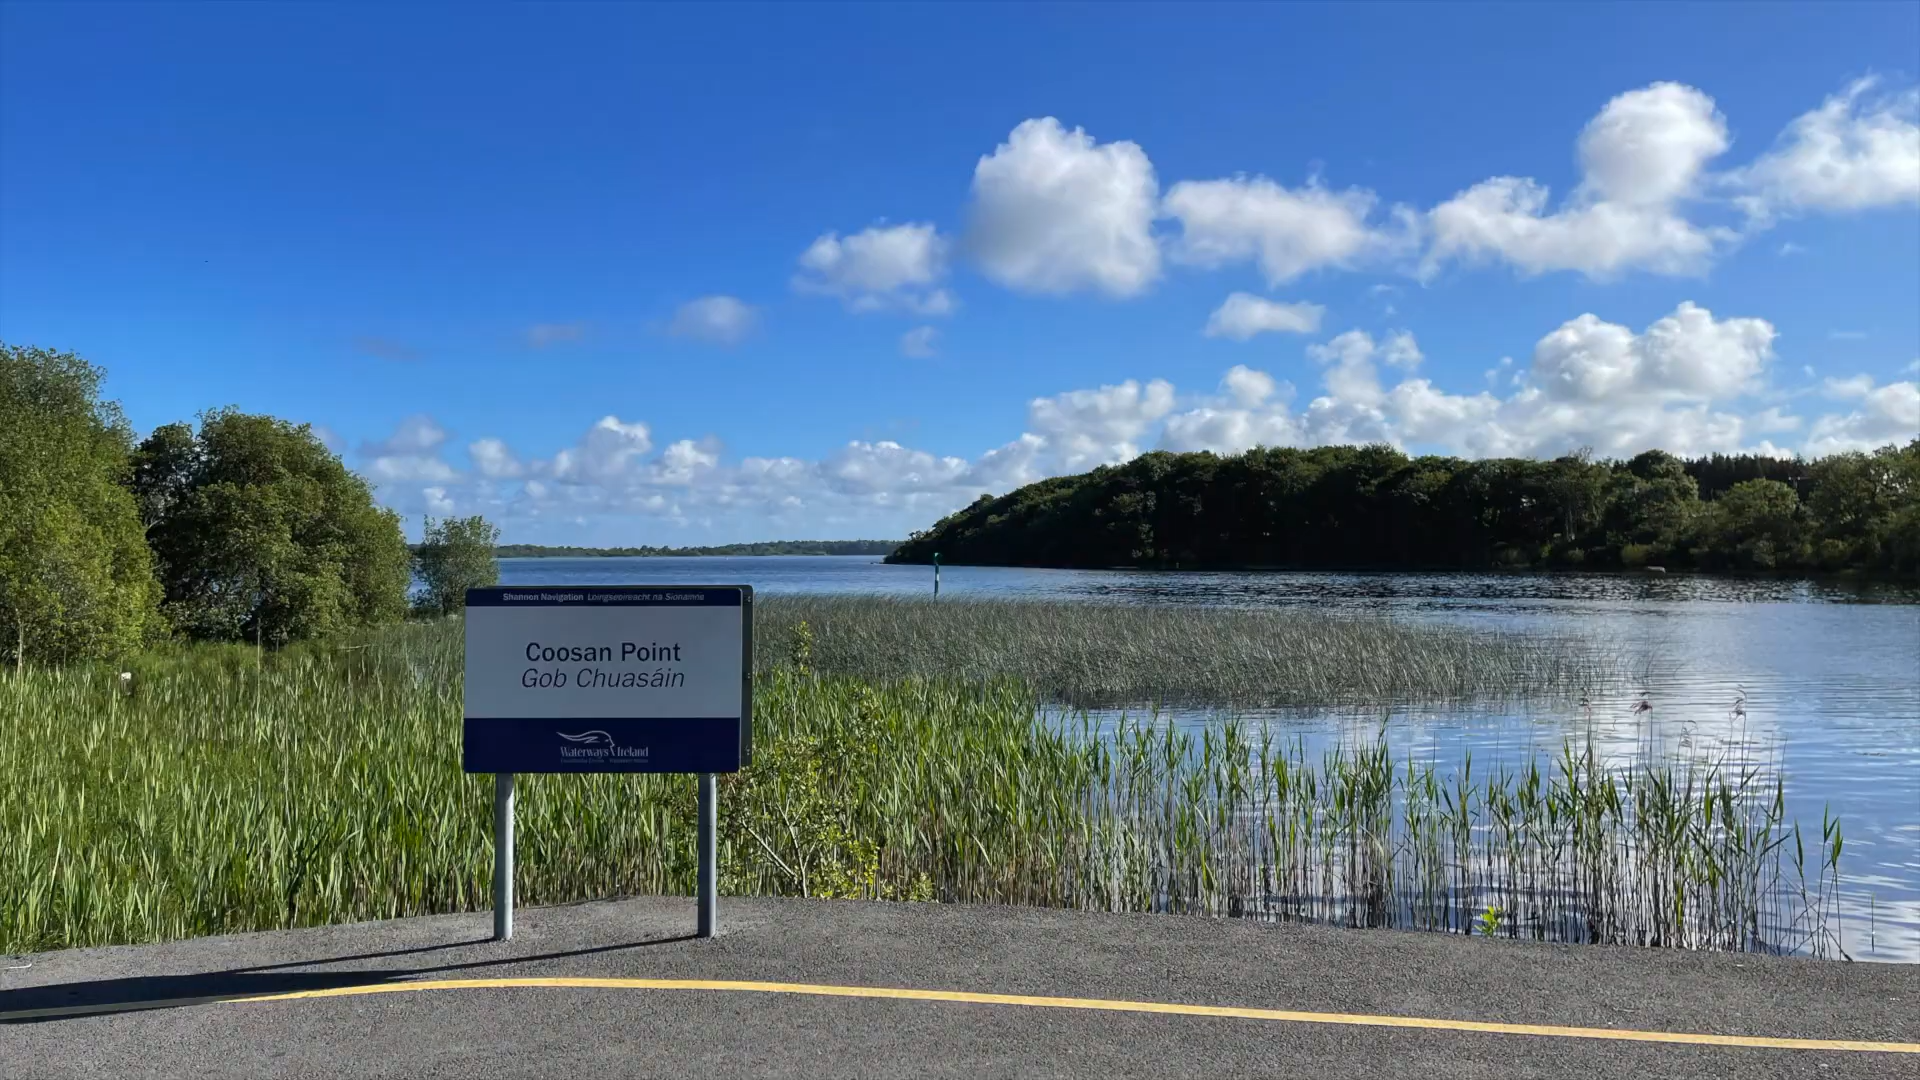 Shannon Navigation Loingseoireacht na Sionainne
Coosan Point
Gob Chuasáin
Waterways Ireland